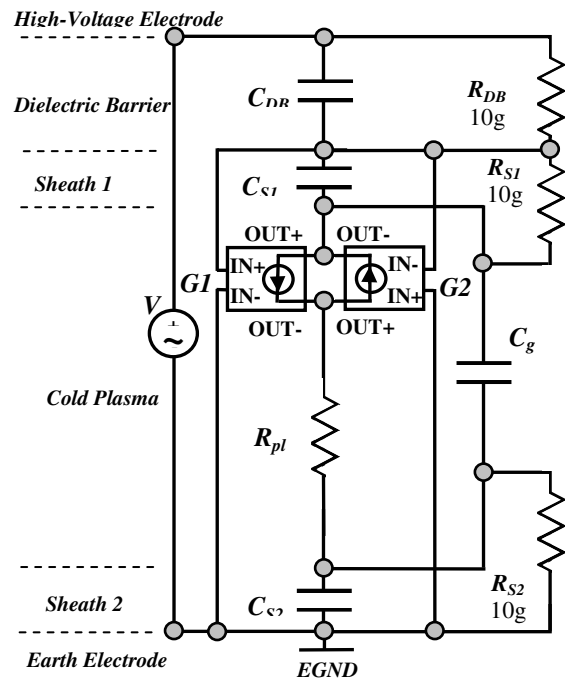 High-Voltage Electrode
Dielectric Barrier
C_DB
R_DB
10g
Sheath 1
C_S1
R_S1
10g
OUT+ OUT-
G1 IN+ IN- G2
IN- IN+
OUT- OUT+
V
C_g
Cold Plasma
R_pl
Sheath 2
C_S2
R_S2
10g
Earth Electrode
EGND